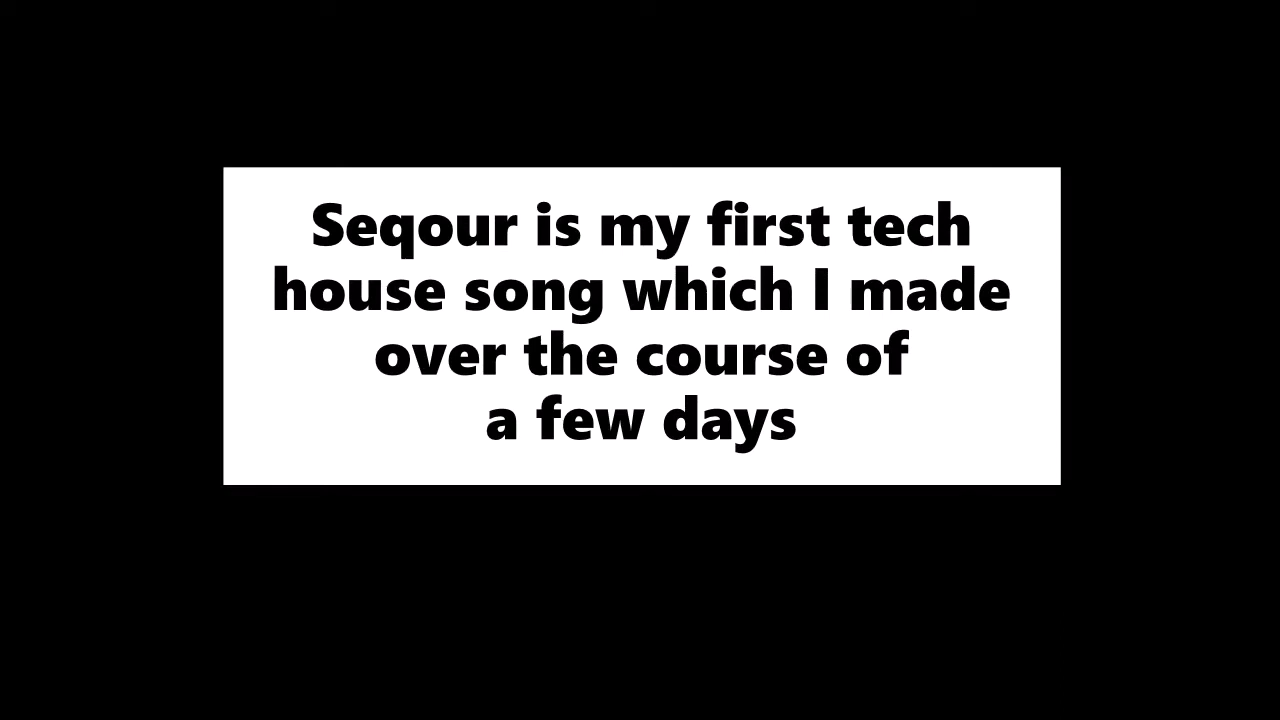 Seqour is my first tech
house song which I made
over the course of
a few days